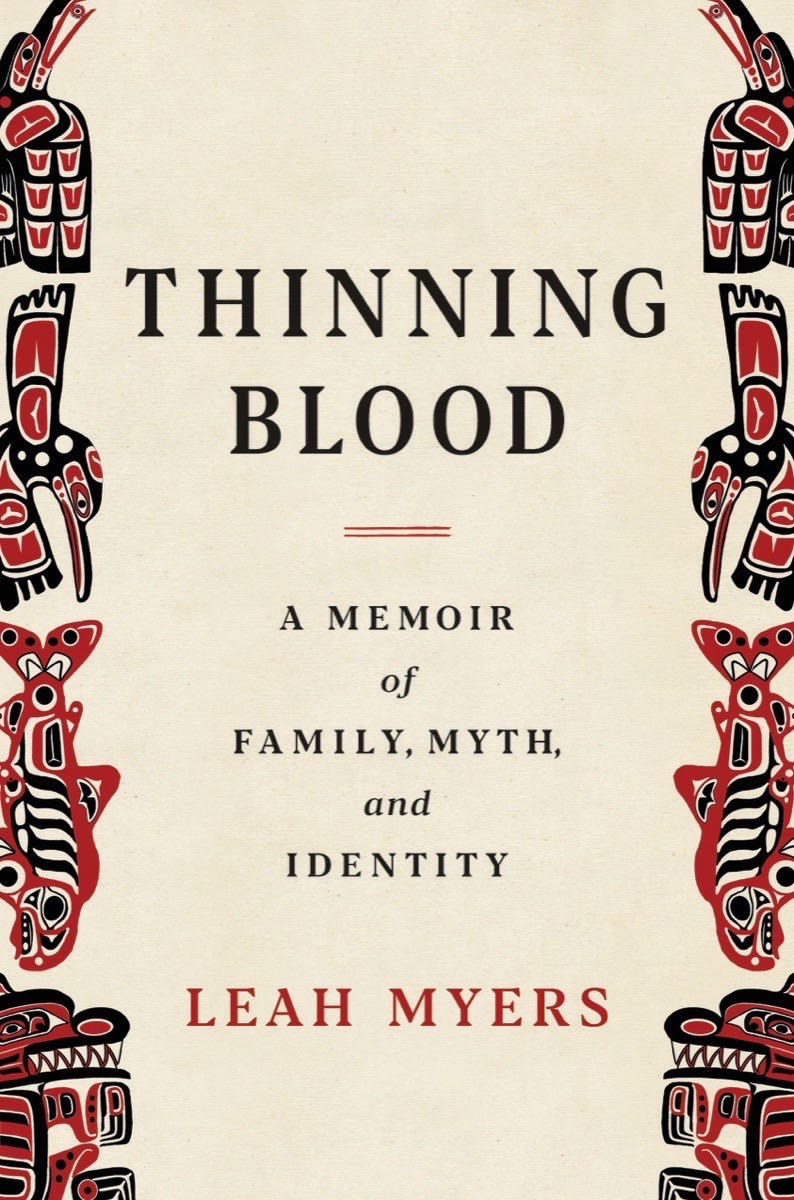 THINNING
BLOOD
A MEMOIR
of
FAMILY, MYTH,
and
IDENTITY
LEAH MYERS